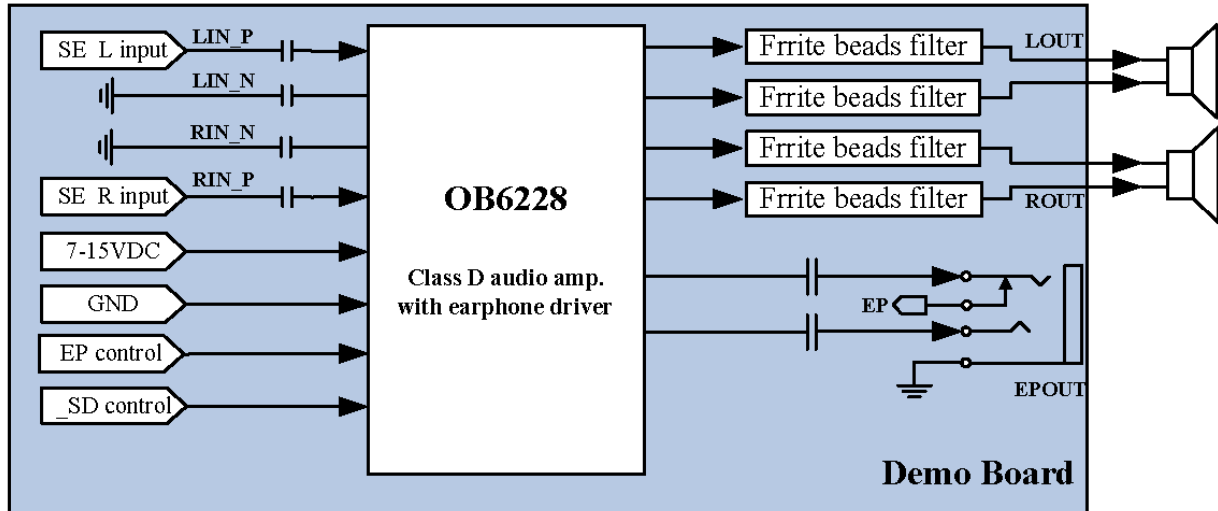 SE L input
LIN_P
LIN_N
RIN_N
SE R input
RIN_P
7-15VDC
GND
EP control
_SD control
OB6228
Class D audio amp.
with earphone driver
Frrite beads filter
LOUT
Frrite beads filter
Frrite beads filter
Frrite beads filter
ROUT
EP
EPOUT
Demo Board